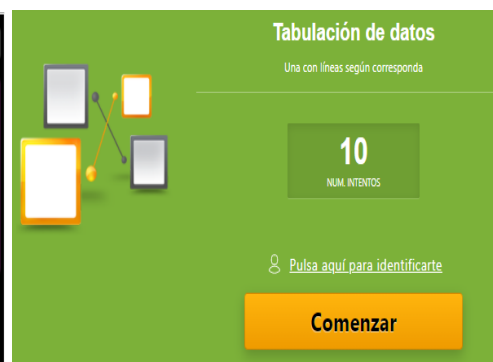 Tabulación de datos
Una con líneas según corresponda
10
NUM. INTENTOS
Pulsa aquí para identificarte
Comenzar